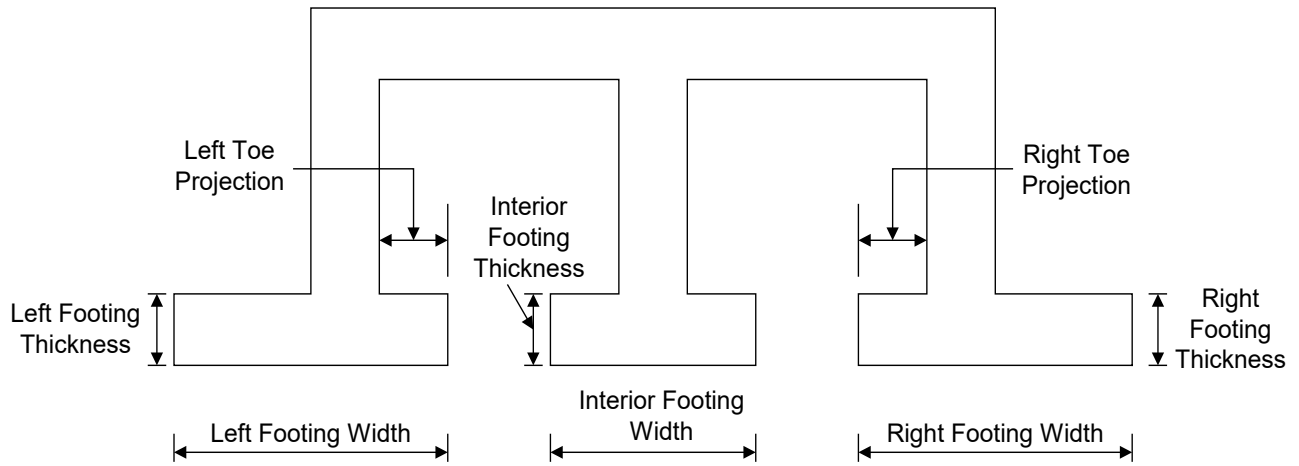 Left Toe
Projection
Right Toe
Projection
Interior
Footing
Thickness
Left Footing
Thickness
Right
Footing
Thickness
Left Footing Width
Interior Footing
Width
Right Footing Width